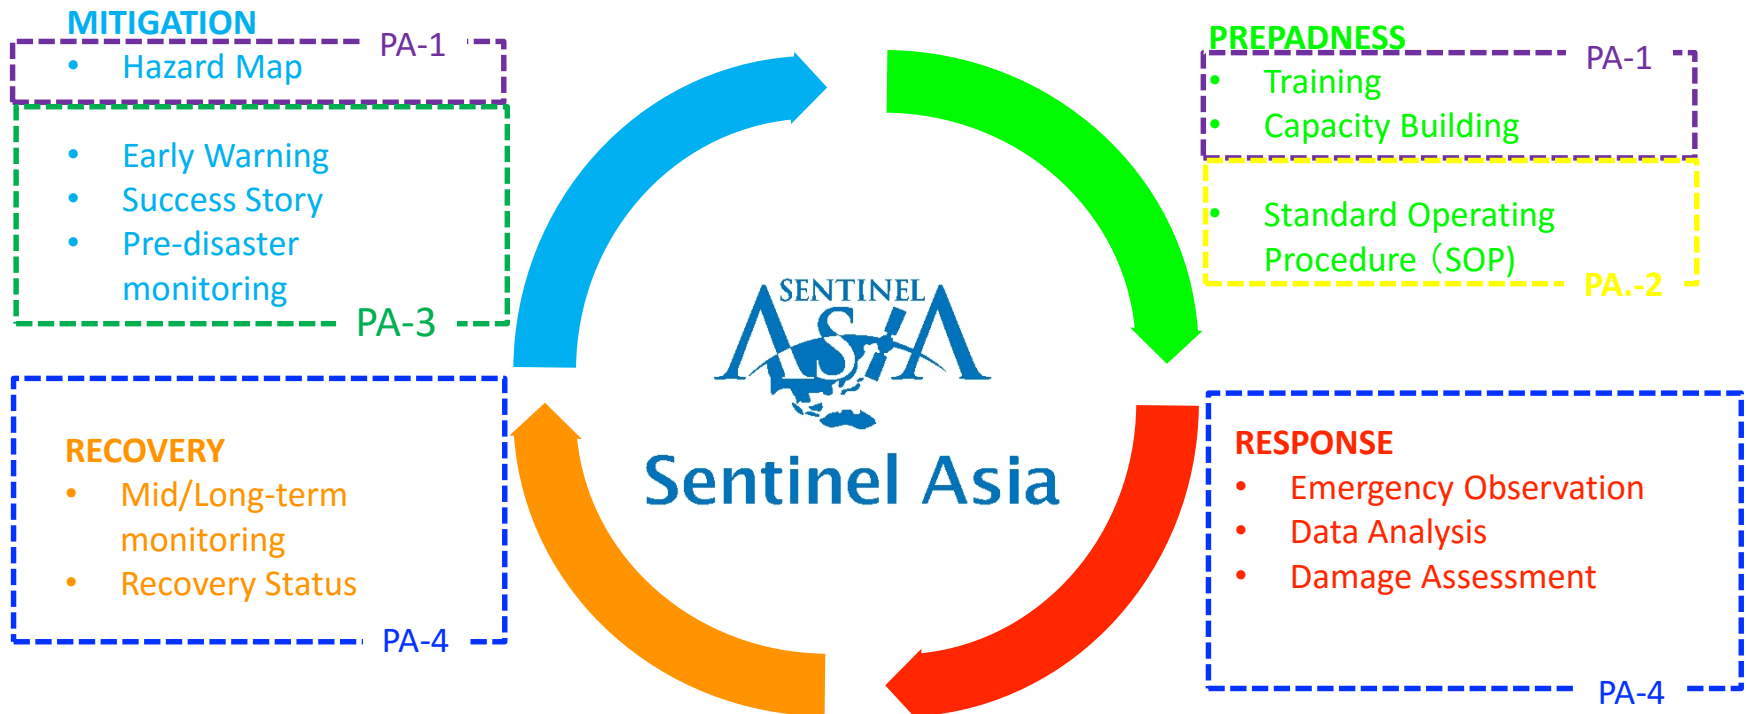 MITIGATION
PA-1
• Hazard Map
• Early Warning
• Success Story
• Pre-disaster
monitoring
PA-3
PREPADNESS
PA-1
• Training
• Capacity Building
• Standard Operating
Procedure（SOP)
PA.-2
SENTINEL
ASIA
Sentinel Asia
RECOVERY
• Mid/Long-term
monitoring
• Recovery Status
PA-4
RESPONSE
• Emergency Observation
• Data Analysis
• Damage Assessment
PA-4